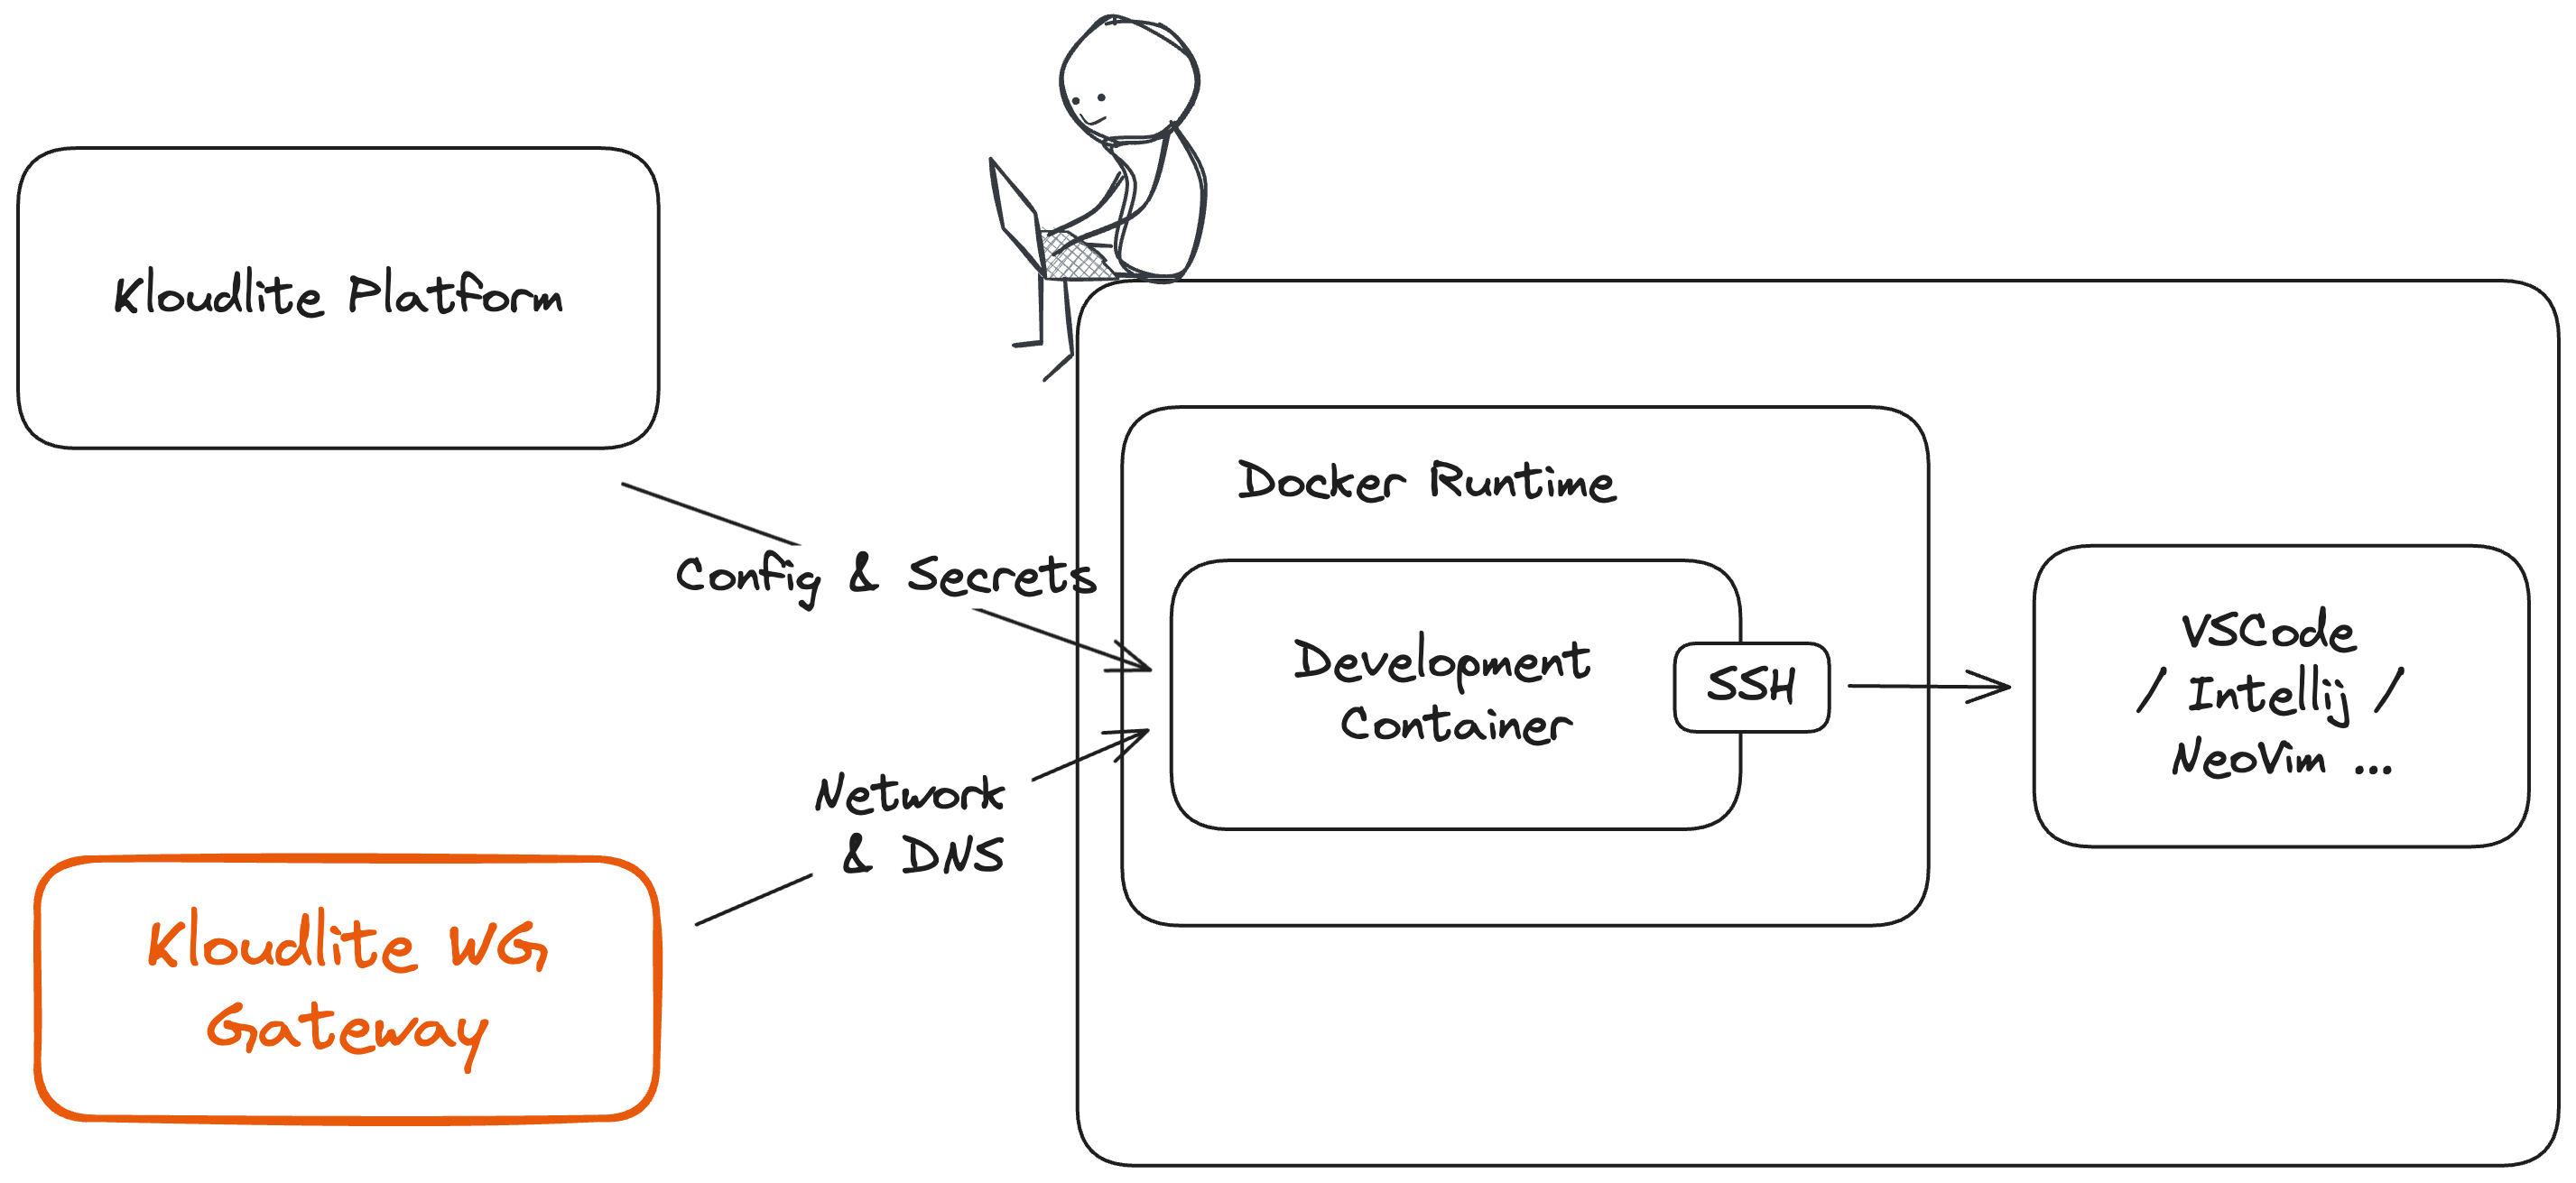 Kloudlite Platform
Config & Secrets
Network
& DNS
Kloudlite WG
Gateway
Docker Runtime
Development
Container
SSH
VSCode
/ Intellij /
NeoVim ...